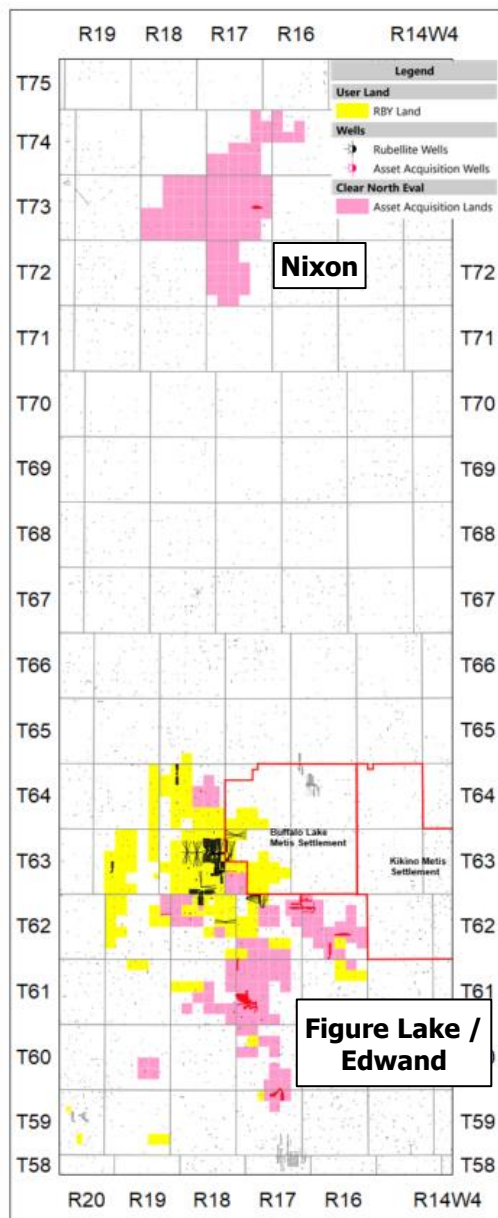 R19 R18 R17 R16 R14W4
Legend
User Land
RBY Land
Wells
Rubellite Wells
Asset Acquisition Wells
Clear North Eval
Asset Acquisition Lands
T75
T74
T73
Nixon
T72 T72
T71 T71
T70 T70
T69 T69
T68 T68
T67 T67
T66 T66
T65 T65
T64 T64
Buffalo Lake
Metis Settlement
T63 T63
Kikino Metis
Settlement
T62 T62
T61 T61
Figure Lake /
Edwand
T60 T60
T59 T59
T58 T58
R20 R19 R18 R17 R16 R14W4